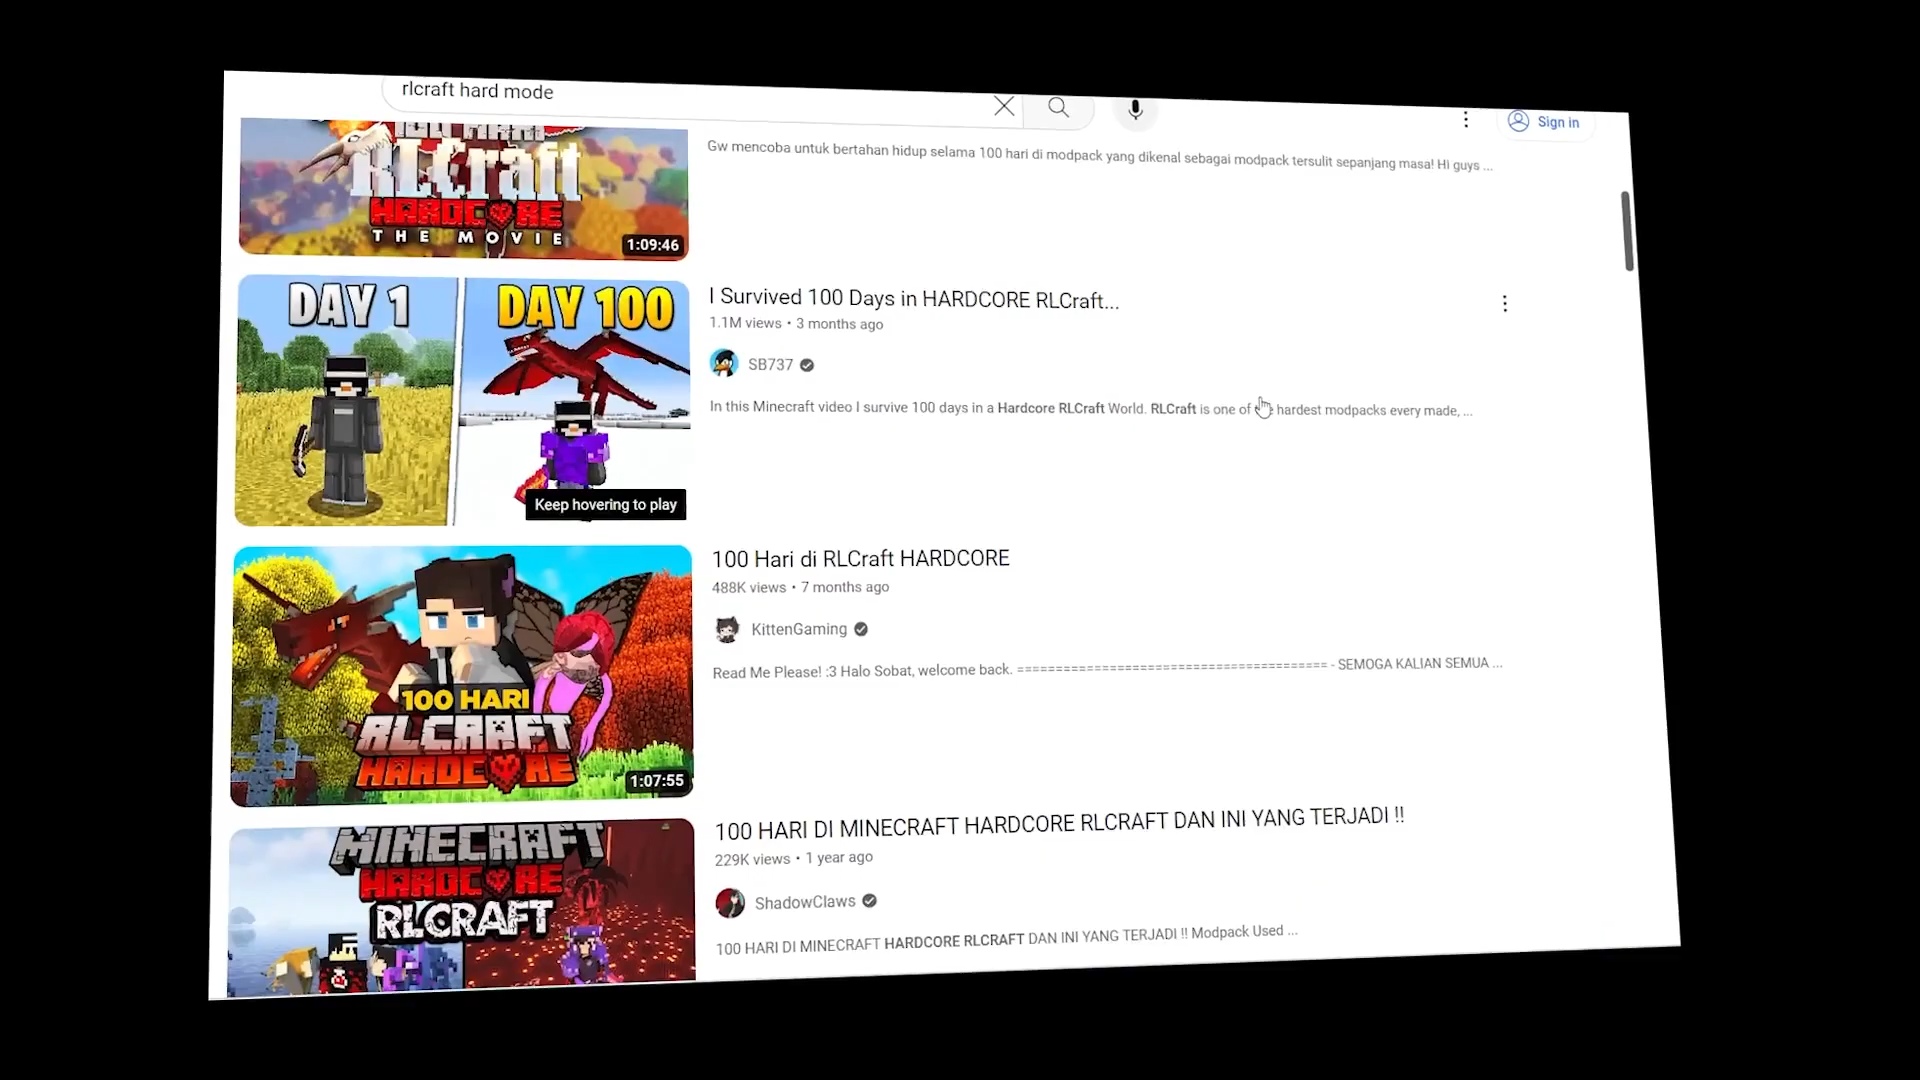 rlcraft hard mode
Sign in
RLCraft
HARDCORE
THE MOVIE
1:09:46
Gw mencoba untuk bertahan hidup selama 100 hari di modpack yang dikenal sebagai modpack tersulit sepanjang masa! Hi guys ...
DAY 1
DAY 100
Keep hovering to play
I Survived 100 Days in HARDCORE RLCraft...
1.1M views • 3 months ago
SB737
In this Minecraft video I survive 100 days in a Hardcore RLCraft World. RLCraft is one of hardest modpacks every made, ...
100 HARI
RLCRAFT
HARDCORE
1:07:55
100 Hari di RLCraft HARDCORE
488K views • 7 months ago
KittenGaming
Read Me Please! :3 Halo Sobat, welcome back. ======================================== - SEMOGA KALIAN SEMUA ...
MINECRAFT
HARDCORE
RLCRAFT
100 HARI DI MINECRAFT HARDCORE RLCRAFT DAN INI YANG TERJADI !!
229K views • 1 year ago
ShadowClaws
100 HARI DI MINECRAFT HARDCORE RLCRAFT DAN INI YANG TERJADI !! Modpack Used ...